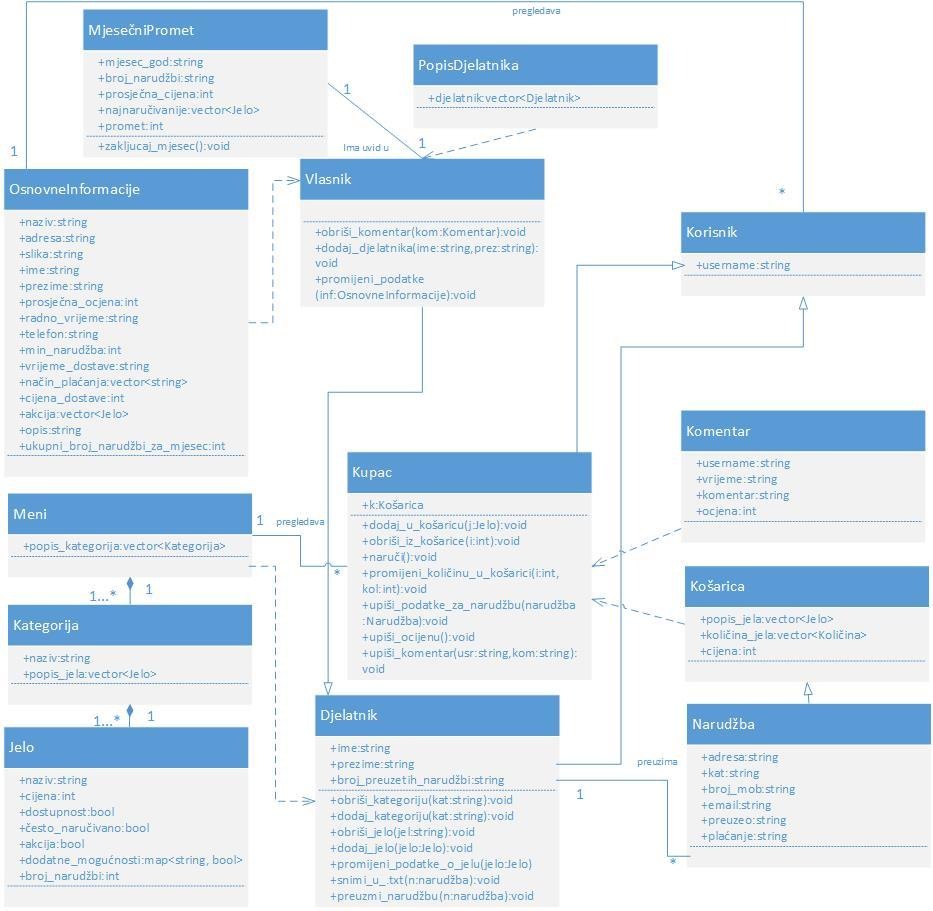 pregledava
MjesečniPromet
+mjesec_god:string
+broj_narudžbi:string
+prosječna_cijena:int
+najnaručivanije:vector<Jelo>
+promet:int
+zakljucaj_mjesec():void
1
PopisDjelatnika
+djelatnik:vector<Djelatnik>
1
Ima uvid u
1
OsnovneInformacije
+naziv:string
+adresa:string
+slika:string
+ime:string
+prezime:string
+prosječna_ocjena:int
+radno_vrijeme:string
+telefon:string
+min_narudžba:int
+vrijeme_dostave:string
+način_plaćanja:vector<string>
+cijena_dostave:int
+akcija:vector<Jelo>
+opis:string
+ukupni_broj_narudžbi_za_mjesec:int
Vlasnik
+obriši_komentar(kom:Komentar):void
+dodaj_djelatnika(ime:string,prez:string):
void
+promijeni_podatke
(inf:OsnovneInformacije):void
*
Korisnik
+username:string
Komentar
+username:string
+vrijeme:string
+komentar:string
+ocjena:int
Kupac
+k:Košarica
+dodaj_u_košaricu(j:Jelo):void
+obriši_iz_košarice(i:int):void
+naruči():void
+promijeni_količinu_u_košarici(i:int,
kol:int):void
+upiši_podatke_za_narudžbu(narudžba
:Narudžba):void
+upiši_ocijenu():void
+upiši_komentar(usr:string,kom:string):
void
Meni
+popis_kategorija:vector<Kategorija>
1
pregledava
*
1...*
1
Kategorija
+naziv:string
+popis_jela:vector<Jelo>
1...*
1
Jelo
+naziv:string
+cijena:int
+dostupnost:bool
+često_naručivano:bool
+akcija:bool
+dodatne_mogućnosti:map<string, bool>
+broj_narudžbi:int
Košarica
+popis_jela:vector<Jelo>
+količina_jela:vector<Količina>
+cijena:int
Djelatnik
+ime:string
+prezime:string
+broj_preuzetih_narudžbi:string
+obriši_kategoriju(kat:string):void
+dodaj_kategoriju(kat:string):void
+obriši_jelo(jel:string):void
+dodaj_jelo(jelo:Jelo):void
+promijeni_podatke_o_jelu(jelo:Jelo)
+snimi_u_.txt(n:narudžba):void
+preuzmi_narudžbu(n:narudžba):void
preuzima
1
*
Narudžba
+adresa:string
+kat:string
+broj_mob:string
+email:string
+preuzeo:string
+plaćanje:string